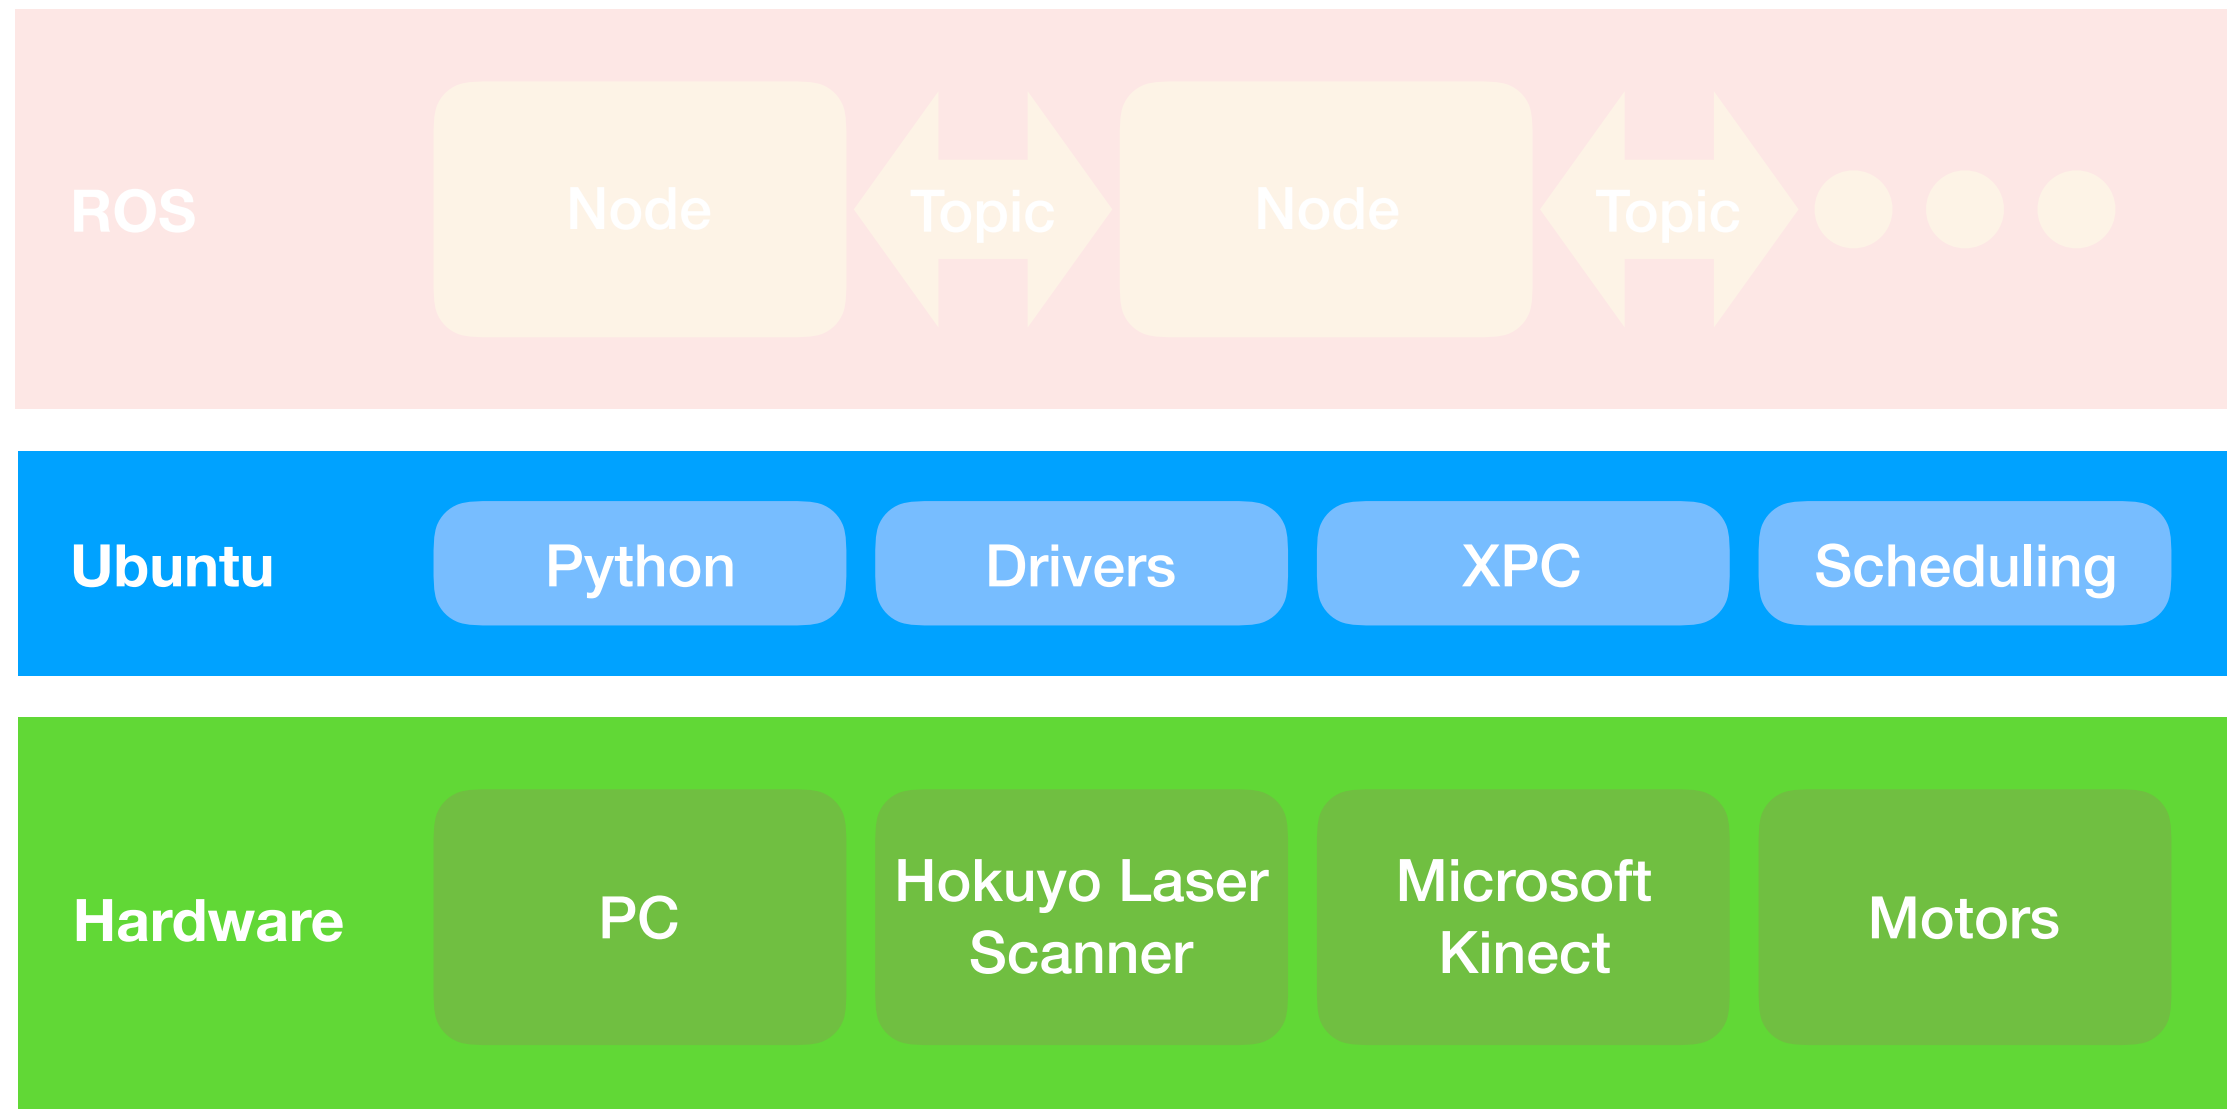 ROS
Node
Topic
Node
Topic
Ubuntu
Python
Drivers
XPC
Scheduling
Hardware
PC
Hokuyo Laser
Scanner
Microsoft
Kinect
Motors